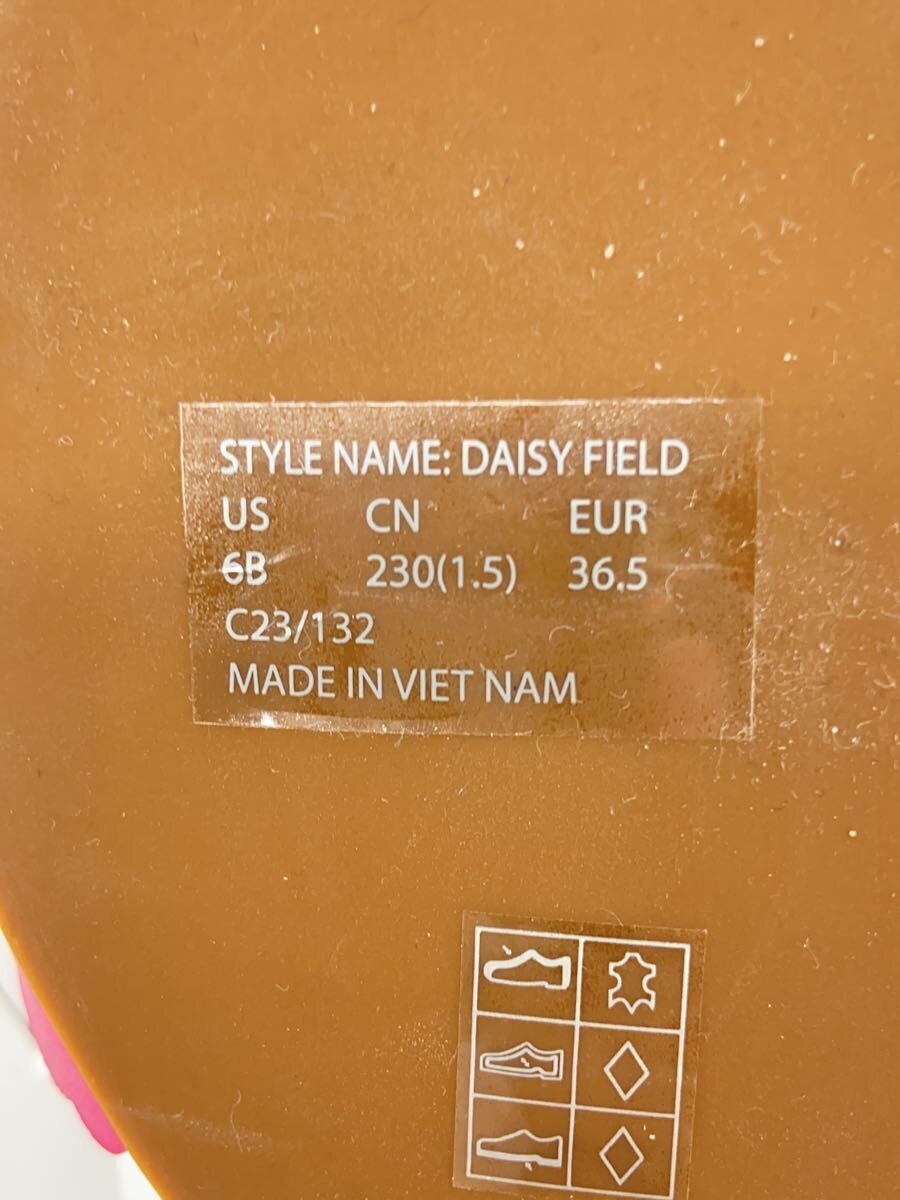 STYLE NAME: DAISY FIELD
US CN EUR
6B 230(1.5) 36.5
C23/132
MADE IN VIET NAM